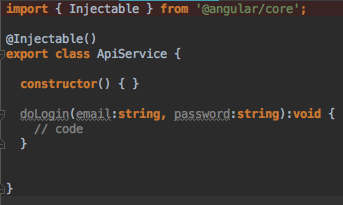 import { Injectable } from '@angular/core';
@Injectable()
export class ApiService {
constructor() { }
doLogin(email:string, password:string):void {
// code
}
}